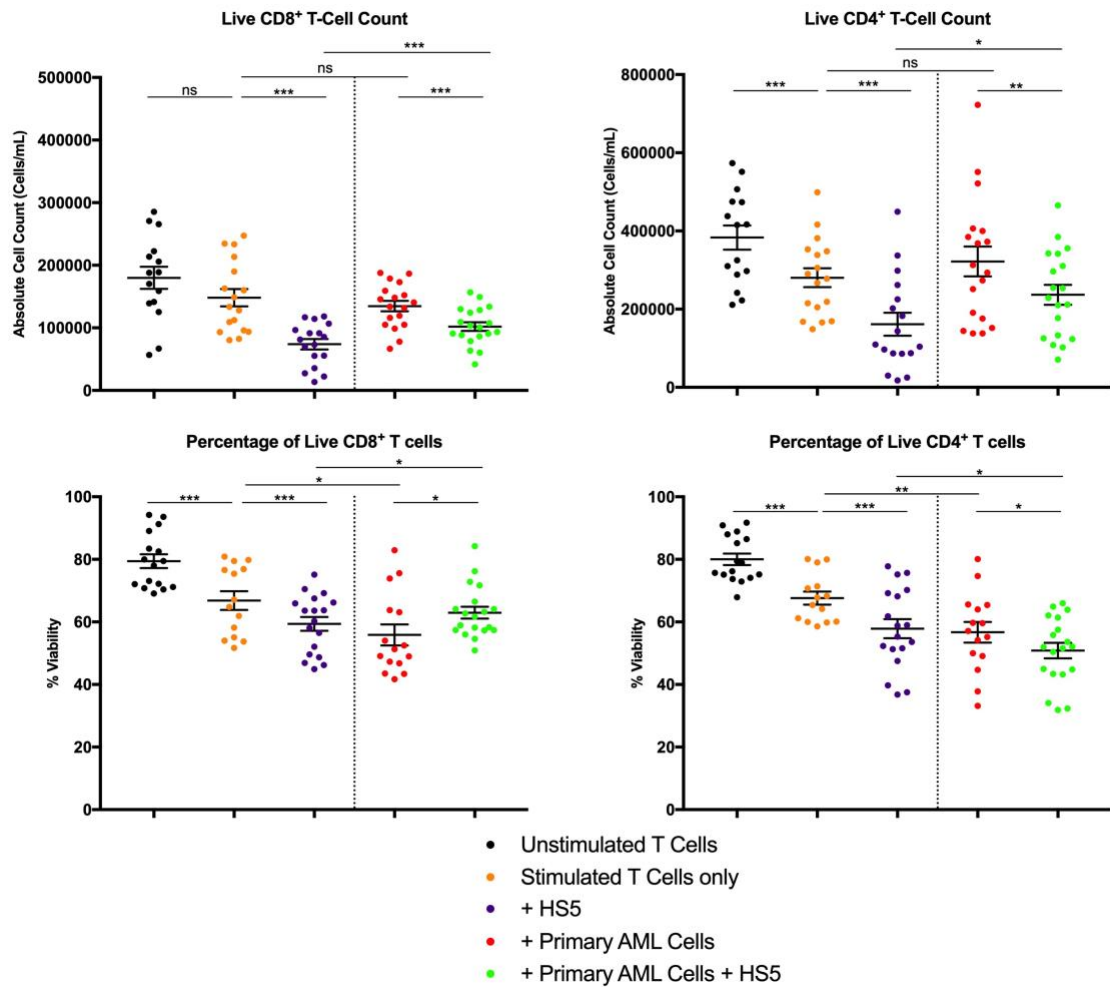 Live CD8+ T-Cell Count
***
ns
ns
***
***
500000
400000
300000
200000
100000
0
Absolute Cell Count (Cells/mL)
Live CD4+ T-Cell Count
*
ns
***
***
**
800000
600000
400000
200000
0
Absolute Cell Count (Cells/mL)
Percentage of Live CD8+ T cells
*
*
***
***
*
100
80
60
40
20
0
% Viability
Percentage of Live CD4+ T cells
*
**
***
***
*
100
80
60
40
20
0
% Viability
Unstimulated T Cells
Stimulated T Cells only
+ HS5
+ Primary AML Cells
+ Primary AML Cells + HS5